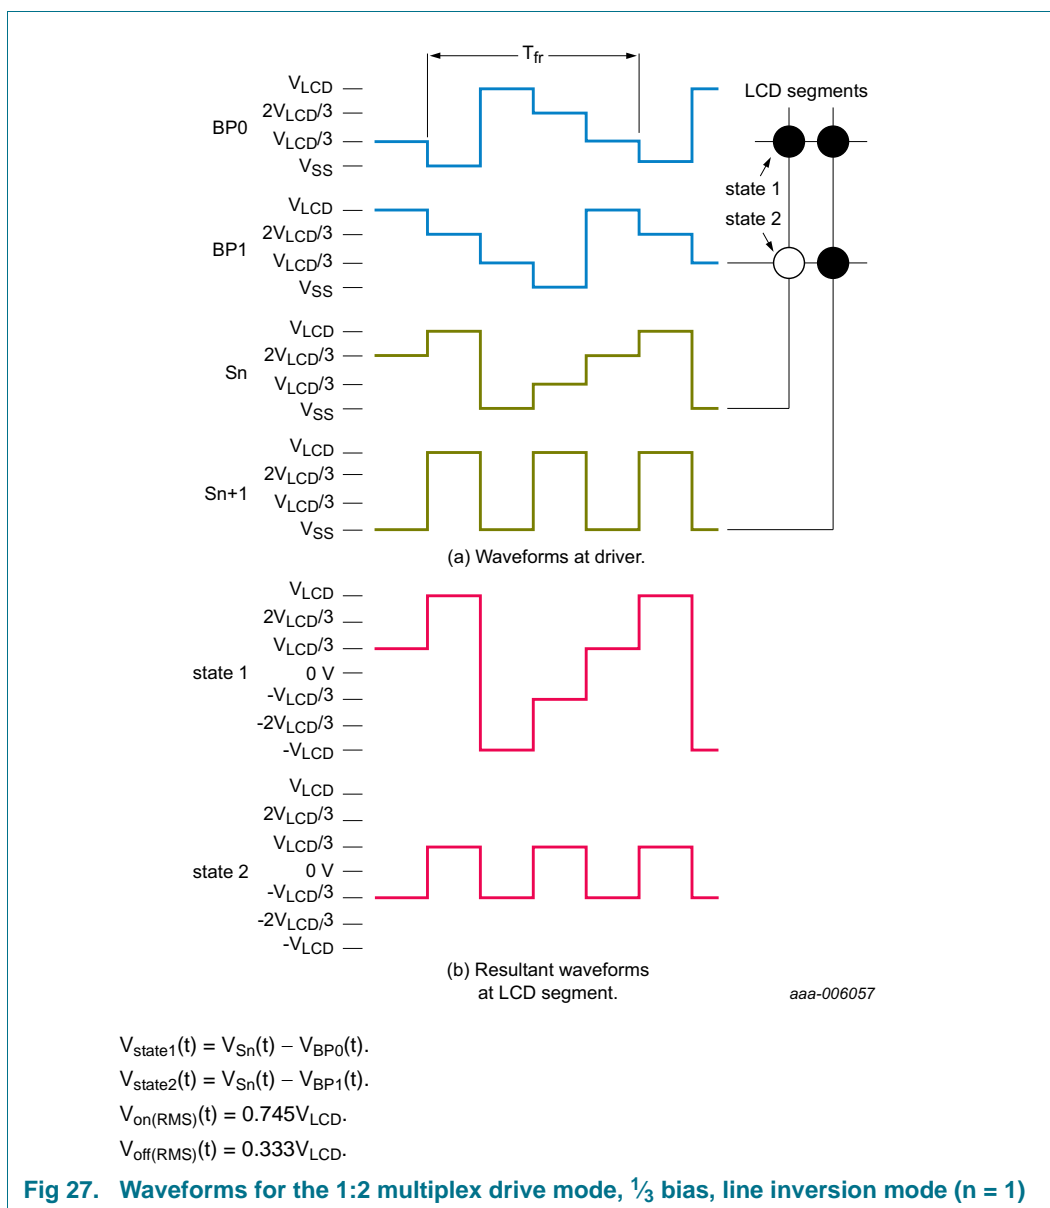 T_fr
BP0
V_LCD
2V_LCD/3
V_LCD/3
V_SS
LCD segments
state 1
state 2
BP1
V_LCD
2V_LCD/3
V_LCD/3
V_SS
Sn
V_LCD
2V_LCD/3
V_LCD/3
V_SS
Sn+1
V_LCD
2V_LCD/3
V_LCD/3
V_SS
(a) Waveforms at driver.
state 1
V_LCD
2V_LCD/3
V_LCD/3
0 V
-V_LCD/3
-2V_LCD/3
-V_LCD
state 2
V_LCD
2V_LCD/3
V_LCD/3
0 V
-V_LCD/3
-2V_LCD/3
-V_LCD
(b) Resultant waveforms
at LCD segment.
aaa-006057
V_state1(t) = V_Sn(t) − V_BP0(t).
V_state2(t) = V_Sn(t) − V_BP1(t).
V_on(RMS)(t) = 0.745V_LCD.
V_off(RMS)(t) = 0.333V_LCD.
Fig 27. Waveforms for the 1:2 multiplex drive mode, 1⁄3 bias, line inversion mode (n = 1)